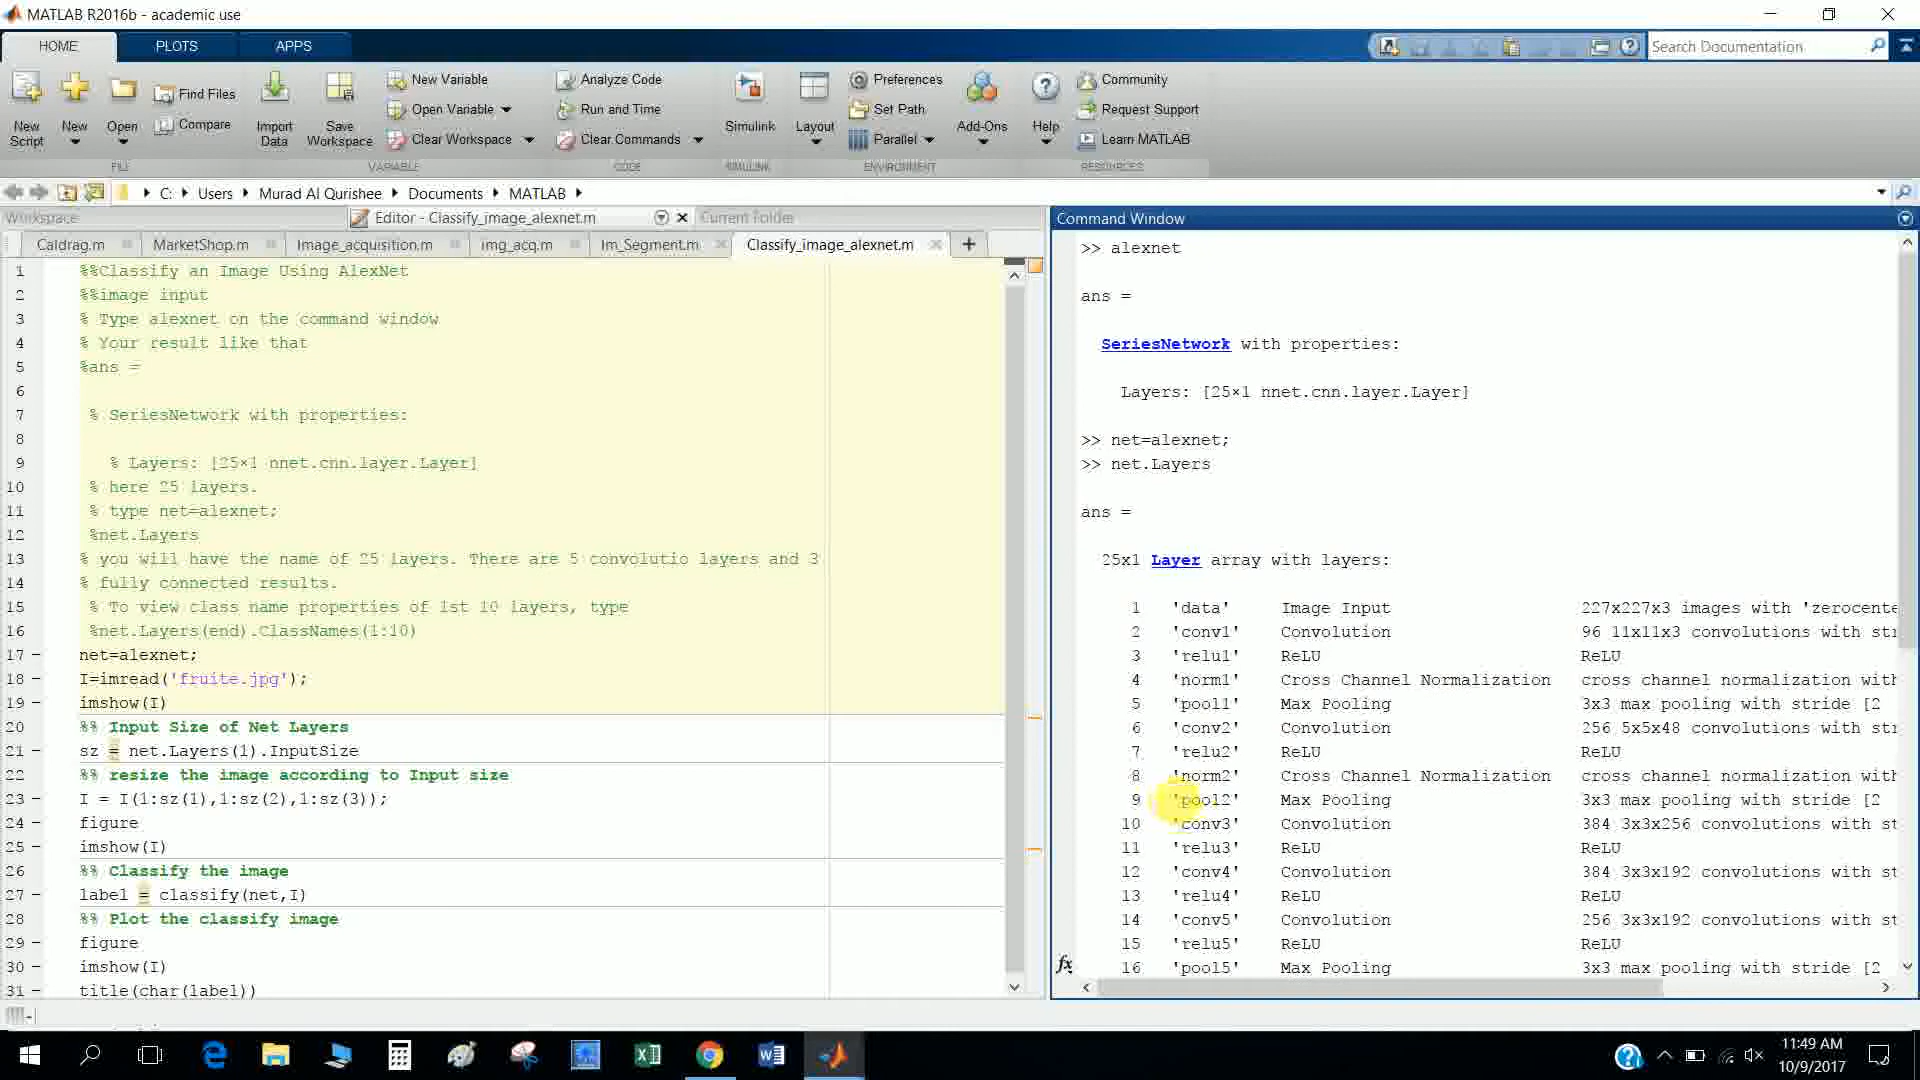 MATLAB R2016b - academic use
HOME PLOTS APPS
Search Documentation
New Script
New
Open
Find Files
Compare
Import Data
Save Workspace
New Variable
Open Variable
Clear Workspace
Analyze Code
Run and Time
Clear Commands
Simulink
Layout
Preferences
Set Path
Parallel
Add-Ons
Help
Community
Request Support
Learn MATLAB
FILE VARIABLE CODE SIMULINK ENVIRONMENT RESOURCES
C: Users Murad Al Qurishee Documents MATLAB
Workspace
Editor - Classify_image_alexnet.m
Current Folder
Caldrag.m MarketShop.m Image_acquisition.m img_acq.m Im_Segment.m Classify_image_alexnet.m
1 %%Classify an Image Using AlexNet
2 %%image input
3 % Type alexnet on the command window
4 % Your result like that
5 %ans =
6
7 % SeriesNetwork with properties:
8
9 % Layers: [25×1 nnet.cnn.layer.Layer]
10 % here 25 layers.
11 % type net=alexnet;
12 %net.Layers
13 % you will have the name of 25 layers. There are 5 convolutio layers and 3
14 % fully connected results.
15 % To view class name properties of 1st 10 layers, type
16 %net.Layers(end).ClassNames(1:10)
17 – net=alexnet;
18 – I=imread('fruite.jpg');
19 – imshow(I)
20 %% Input Size of Net Layers
21 – sz = net.Layers(1).InputSize
22 %% resize the image according to Input size
23 – I = I(1:sz(1),1:sz(2),1:sz(3));
24 – figure
25 – imshow(I)
26 %% Classify the image
27 – label = classify(net,I)
28 %% Plot the classify image
29 – figure
30 – imshow(I)
31 – title(char(label))
Command Window
>> alexnet
ans =
SeriesNetwork with properties:
Layers: [25×1 nnet.cnn.layer.Layer]
>> net=alexnet;
>> net.Layers
ans =
25x1 Layer array with layers:
1 'data' Image Input 227x227x3 images with 'zerocente
2 'conv1' Convolution 96 11x11x3 convolutions with str
3 'relu1' ReLU ReLU
4 'norm1' Cross Channel Normalization cross channel normalization with
5 'pool1' Max Pooling 3x3 max pooling with stride [2
6 'conv2' Convolution 256 5x5x48 convolutions with str
7 'relu2' ReLU ReLU
8 'norm2' Cross Channel Normalization cross channel normalization with
9 'pool2' Max Pooling 3x3 max pooling with stride [2
10 'conv3' Convolution 384 3x3x256 convolutions with st
11 'relu3' ReLU ReLU
12 'conv4' Convolution 384 3x3x192 convolutions with st
13 'relu4' ReLU ReLU
14 'conv5' Convolution 256 3x3x192 convolutions with st
15 'relu5' ReLU ReLU
16 'pool5' Max Pooling 3x3 max pooling with stride [2
fx
11:49 AM
10/9/2017